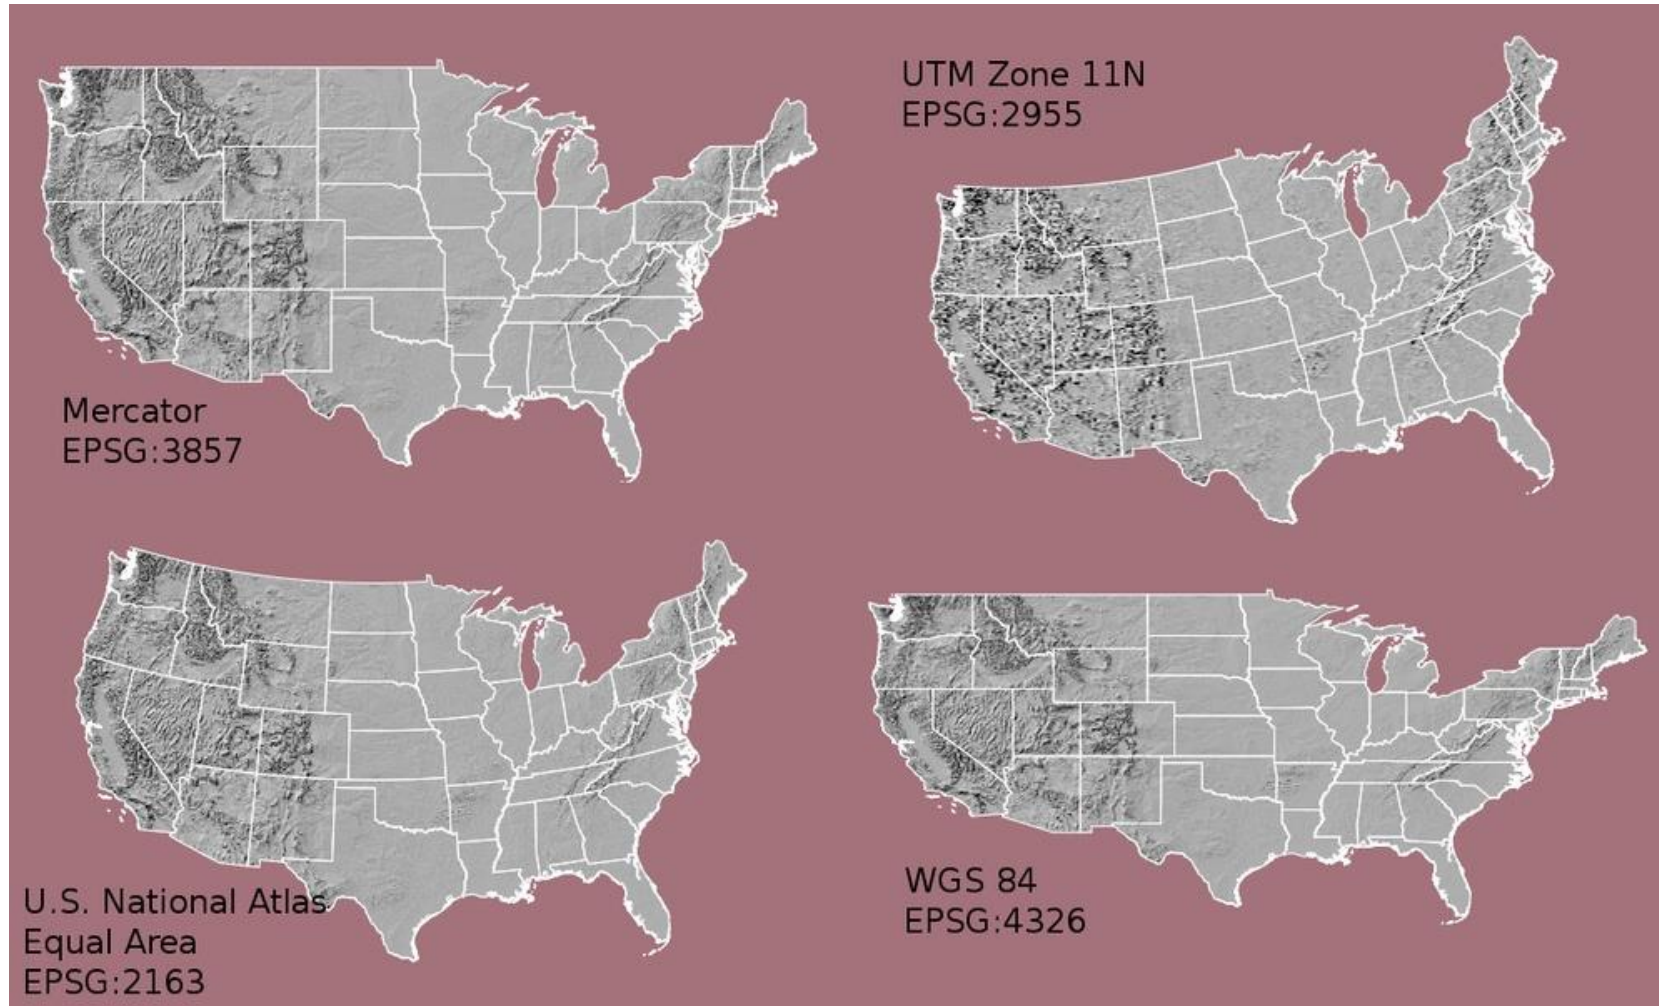 UTM Zone 11N
EPSG:2955
Mercator
EPSG:3857
WGS 84
EPSG:4326
U.S. National Atlas
Equal Area
EPSG:2163